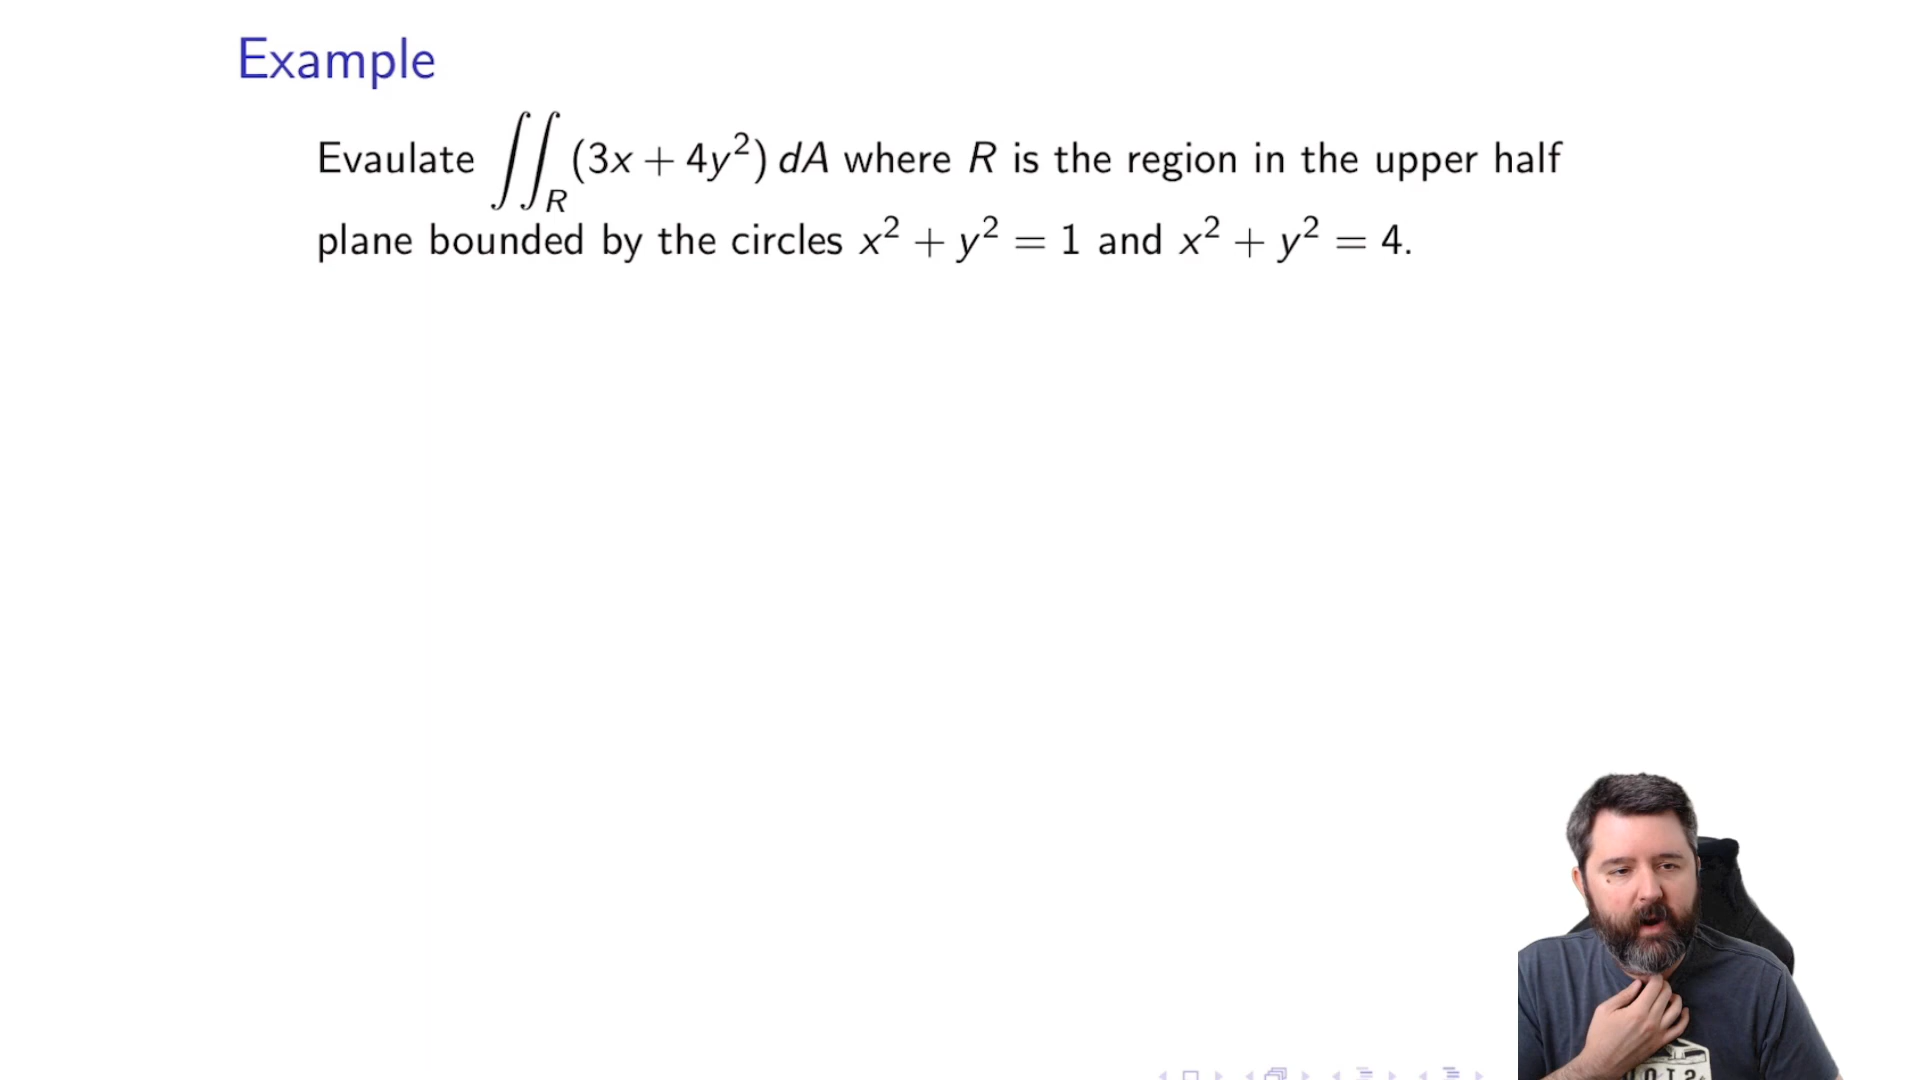 Example
Evaulate ∬_R (3x + 4y²) dA where R is the region in the upper half
plane bounded by the circles x² + y² = 1 and x² + y² = 4.